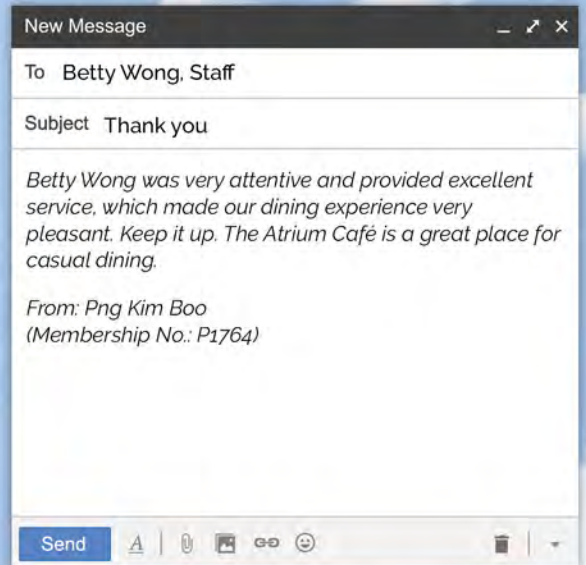 New Message
To Betty Wong, Staff
Subject Thank you
Betty Wong was very attentive and provided excellent
service, which made our dining experience very
pleasant. Keep it up. The Atrium Café is a great place for
casual dining.
From: Png Kim Boo
(Membership No.: P1764)
Send A